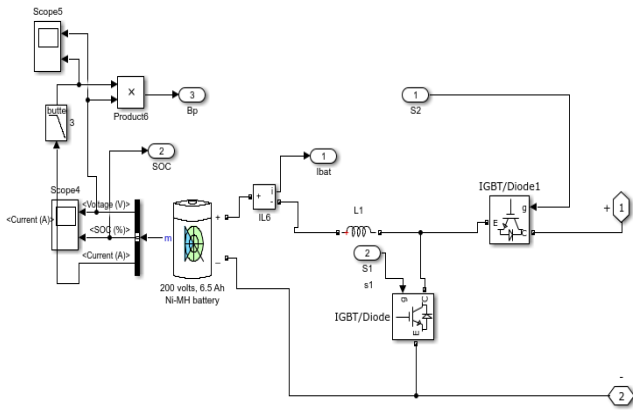 Scope5
butter
3
×
Product6
3
Bp
2
SOC
1
Ibat
1
S2
Scope4
<Voltage (V)>
<Current (A)>
<SOC (%)>
<Current (A)>
m
+
_
200 volts, 6.5 Ah
Ni-MH battery
+
-
i
IL6
L1
2
S1
s1
IGBT/Diode1
g
E
C
+
1
IGBT/Diode
g
C
E
-
2